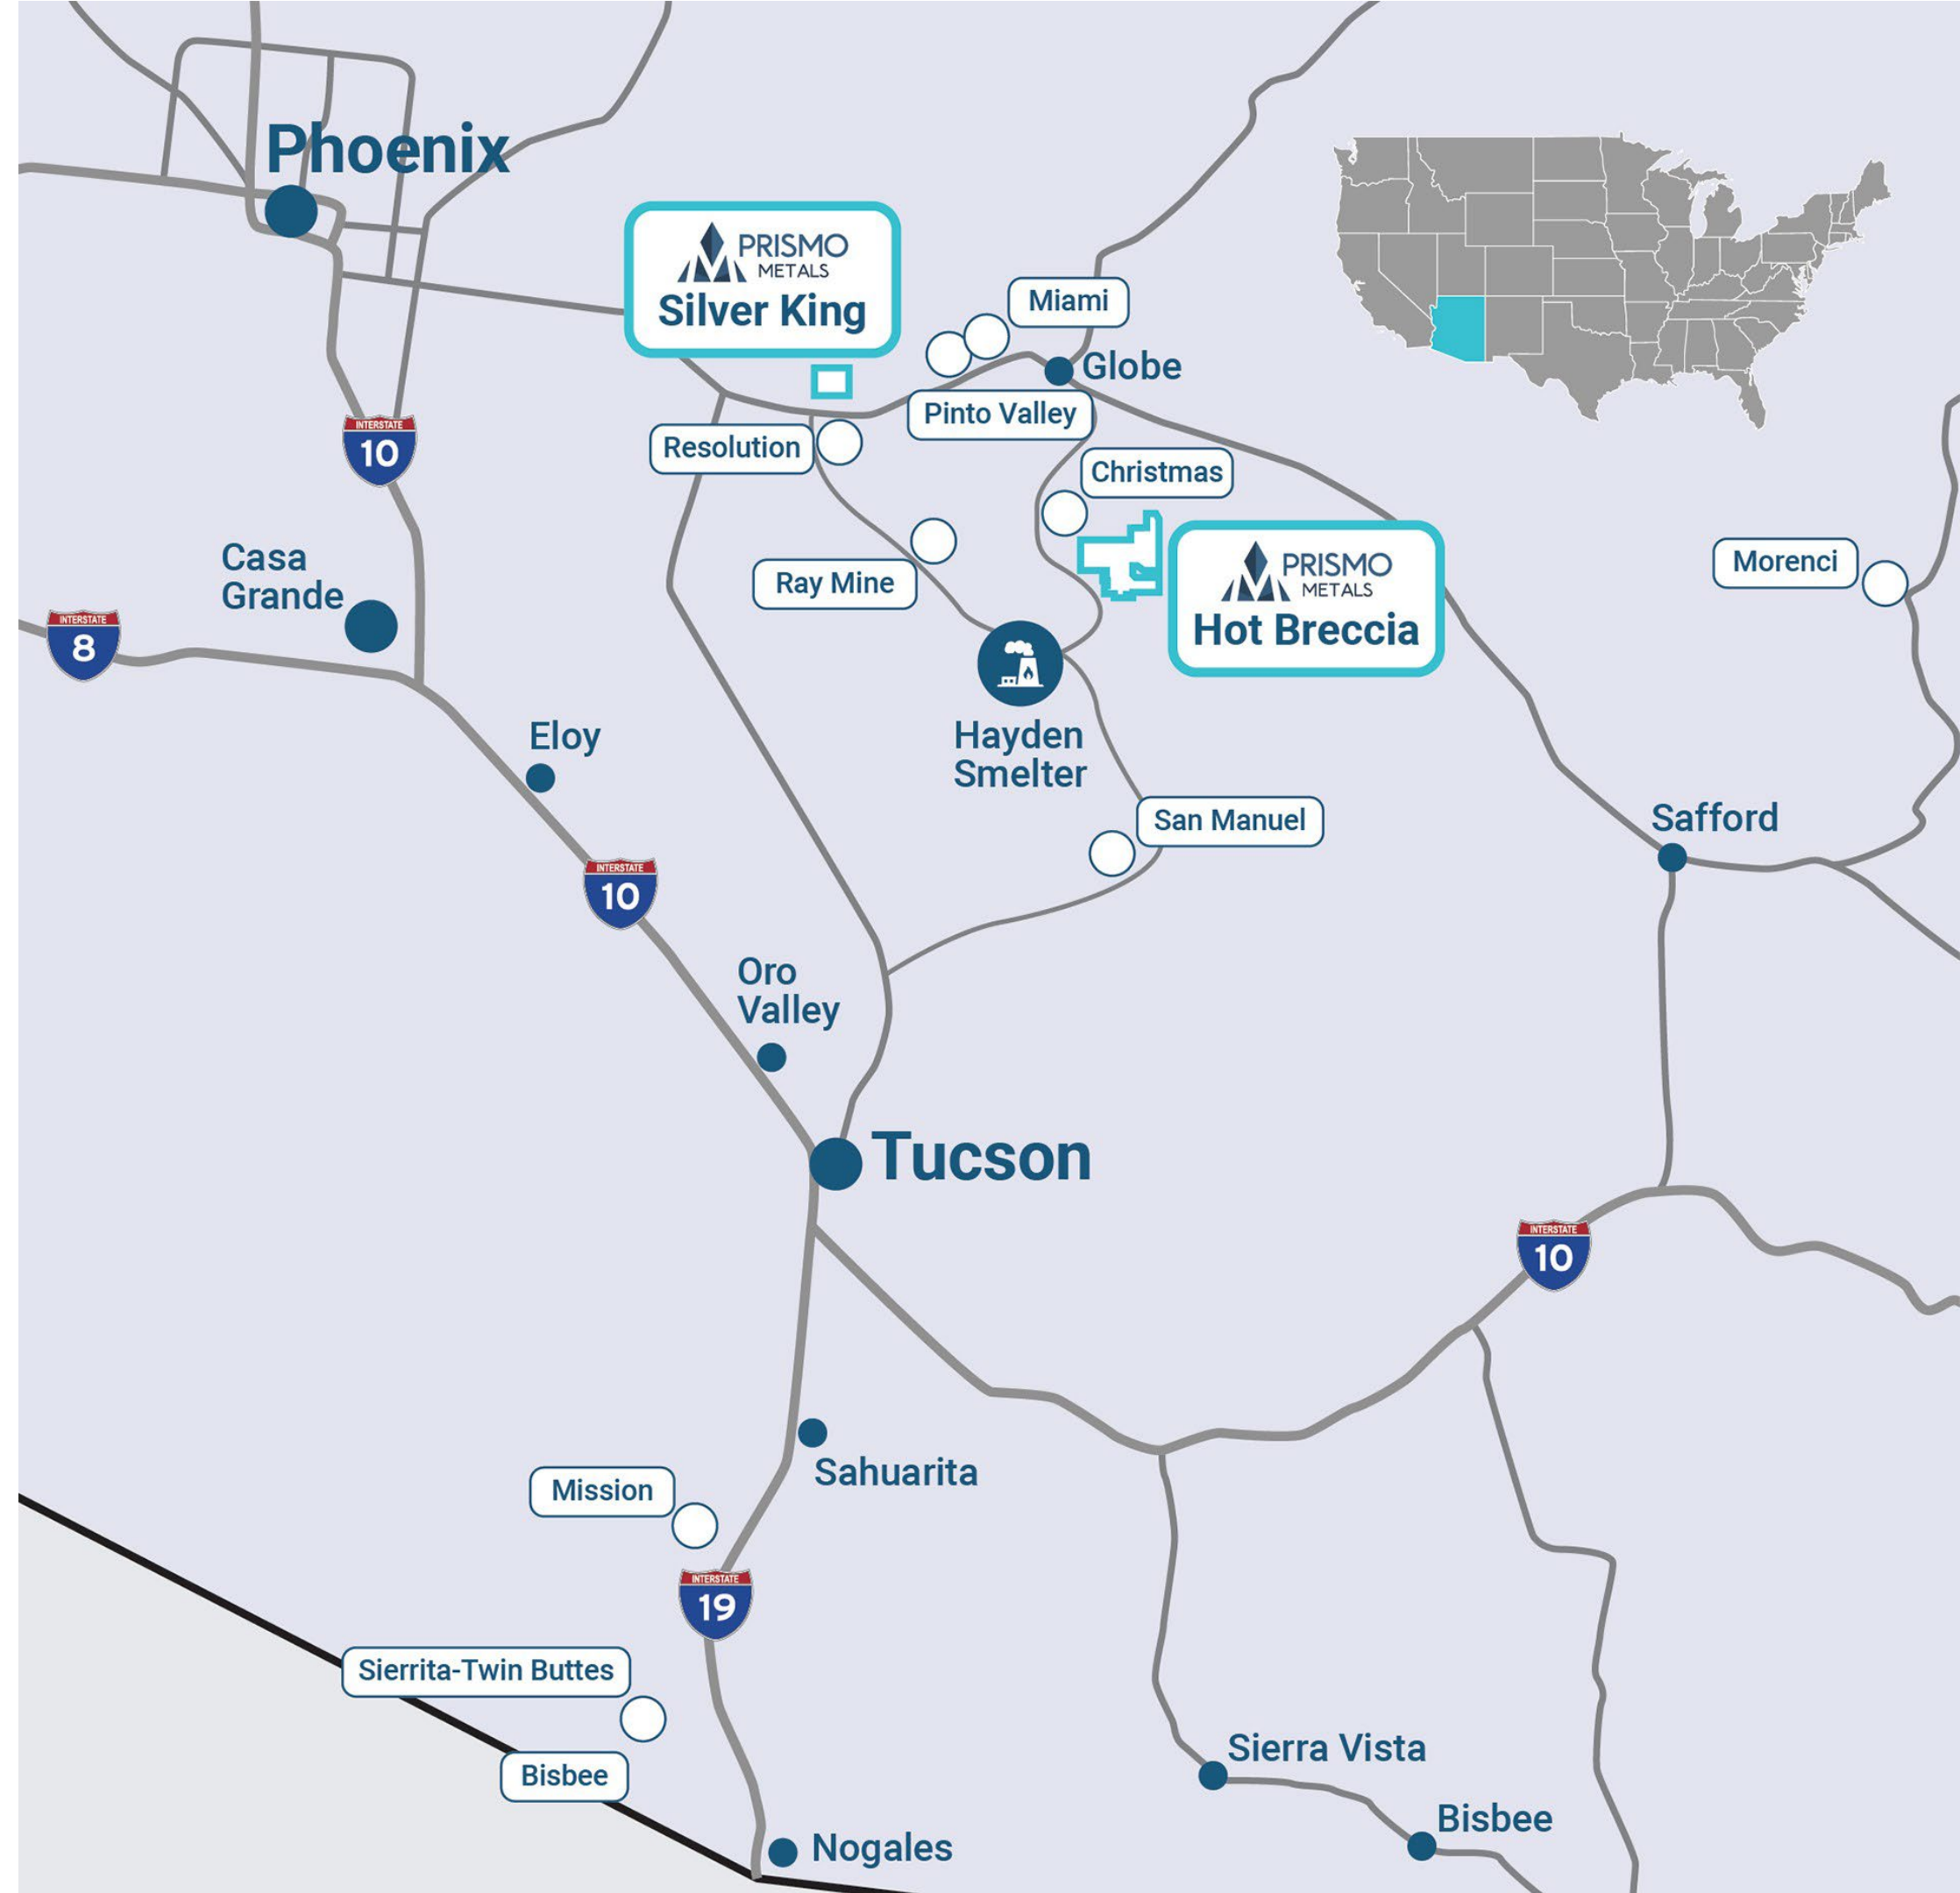 Phoenix
PRISMO
METALS
Silver King
Miami
Globe
Pinto Valley
INTERSTATE
10
Resolution
Christmas
PRISMO
METALS
Hot Breccia
Morenci
Casa
Grande
Ray Mine
INTERSTATE
8
Hayden
Smelter
Eloy
San Manuel
Safford
INTERSTATE
10
Oro
Valley
Tucson
INTERSTATE
10
Sahuarita
Mission
INTERSTATE
19
Sierrita-Twin Buttes
Bisbee
Sierra Vista
Bisbee
Nogales